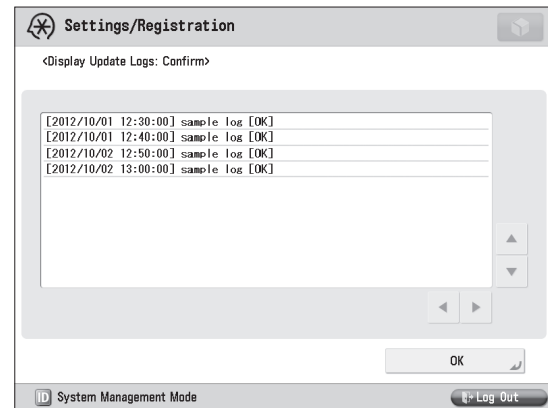 Settings/Registration
<Display Update Logs: Confirm>
[2012/10/01 12:30:00] sample log [OK]
[2012/10/01 12:40:00] sample log [OK]
[2012/10/02 12:50:00] sample log [OK]
[2012/10/02 13:00:00] sample log [OK]
OK
ID System Management Mode
Log Out